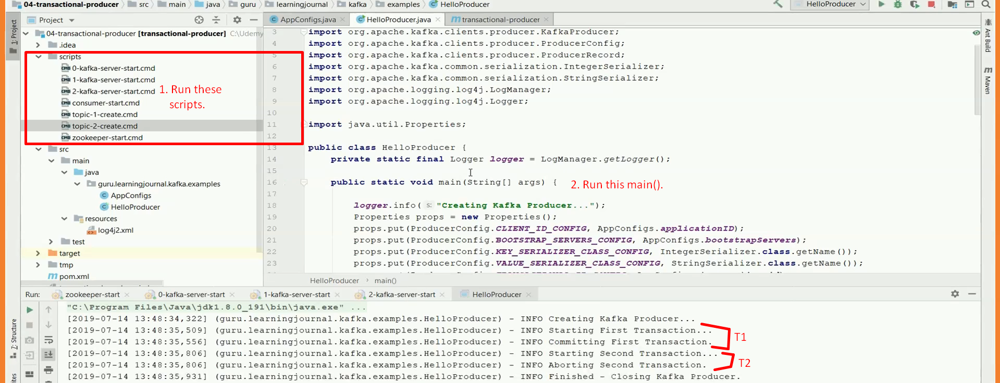 04-transactional-producer src main java guru learningjournal kafka examples HelloProducer HelloProducer
1: Project
Project
AppConfigs.java HelloProducer.java transactional-producer
04-transactional-producer [transactional-producer] C:\Udemy
.idea
scripts
0-kafka-server-start.cmd
1-kafka-server-start.cmd
2-kafka-server-start.cmd
consumer-start.cmd
topic-1-create.cmd
topic-2-create.cmd
zookeeper-start.cmd
1. Run these
scripts.
src
main
java
guru.learningjournal.kafka.examples
AppConfigs
HelloProducer
resources
log4j2.xml
test
target
tmp
pom.xml
3 import org.apache.kafka.clients.producer.KafkaProducer;
4 import org.apache.kafka.clients.producer.ProducerConfig;
5 import org.apache.kafka.clients.producer.ProducerRecord;
6 import org.apache.kafka.common.serialization.IntegerSerializer;
7 import org.apache.kafka.common.serialization.StringSerializer;
8 import org.apache.logging.log4j.LogManager;
9 import org.apache.logging.log4j.Logger;
10
11 import java.util.Properties;
12
13 public class HelloProducer {
14 private static final Logger logger = LogManager.getLogger();
15
16 public static void main(String[] args) {
2. Run this main().
17
18 logger.info( s: "Creating Kafka Producer...");
19 Properties props = new Properties();
20 props.put(ProducerConfig.CLIENT_ID_CONFIG, AppConfigs.applicationID);
21 props.put(ProducerConfig.BOOTSTRAP_SERVERS_CONFIG, AppConfigs.bootstrapServers);
22 props.put(ProducerConfig.KEY_SERIALIZER_CLASS_CONFIG, IntegerSerializer.class.getName());
23 props.put(ProducerConfig.VALUE_SERIALIZER_CLASS_CONFIG, StringSerializer.class.getName());
HelloProducer › main()
Ant Build
m Maven
Run: zookeeper-start 0-kafka-server-start 1-kafka-server-start 2-kafka-server-start HelloProducer
"C:\Program Files\Java\jdk1.8.0_191\bin\java.exe" ...
[2019-07-14 13:48:34,322] (guru.learningjournal.kafka.examples.HelloProducer) - INFO Creating Kafka Producer...
[2019-07-14 13:48:35,509] (guru.learningjournal.kafka.examples.HelloProducer) - INFO Starting First Transaction...
[2019-07-14 13:48:35,556] (guru.learningjournal.kafka.examples.HelloProducer) - INFO Committing First Transaction.
T1
[2019-07-14 13:48:35,806] (guru.learningjournal.kafka.examples.HelloProducer) - INFO Starting Second Transaction...
[2019-07-14 13:48:35,806] (guru.learningjournal.kafka.examples.HelloProducer) - INFO Aborting Second Transaction.
T2
[2019-07-14 13:48:35,931] (guru.learningjournal.kafka.examples.HelloProducer) - INFO Finished - Closing Kafka Producer.
7: Structure